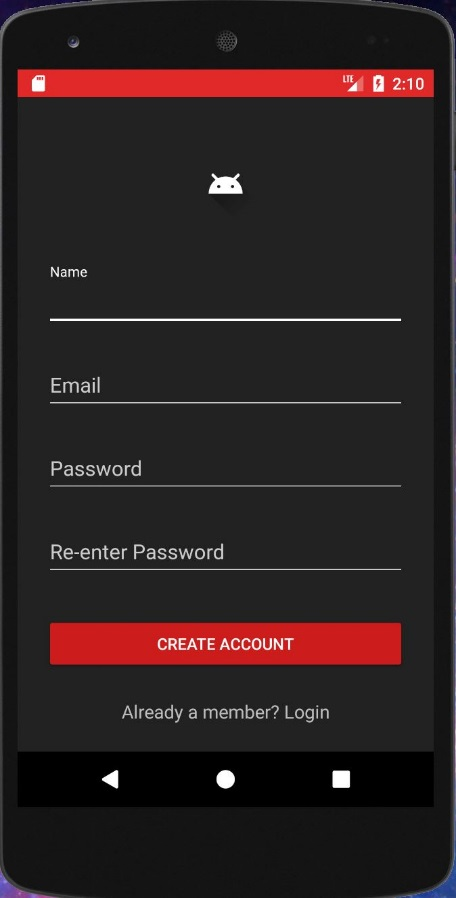 LTE 2:10
Name
Email
Password
Re-enter Password
CREATE ACCOUNT
Already a member? Login